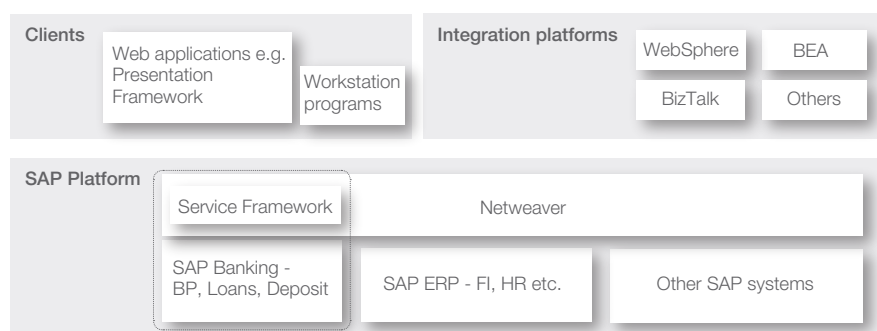 Clients
Web applications e.g.
Presentation
Framework
Workstation
programs
Integration platforms
WebSphere
BEA
BizTalk
Others
SAP Platform
Service Framework
Netweaver
SAP Banking -
BP, Loans, Deposit
SAP ERP - FI, HR etc.
Other SAP systems